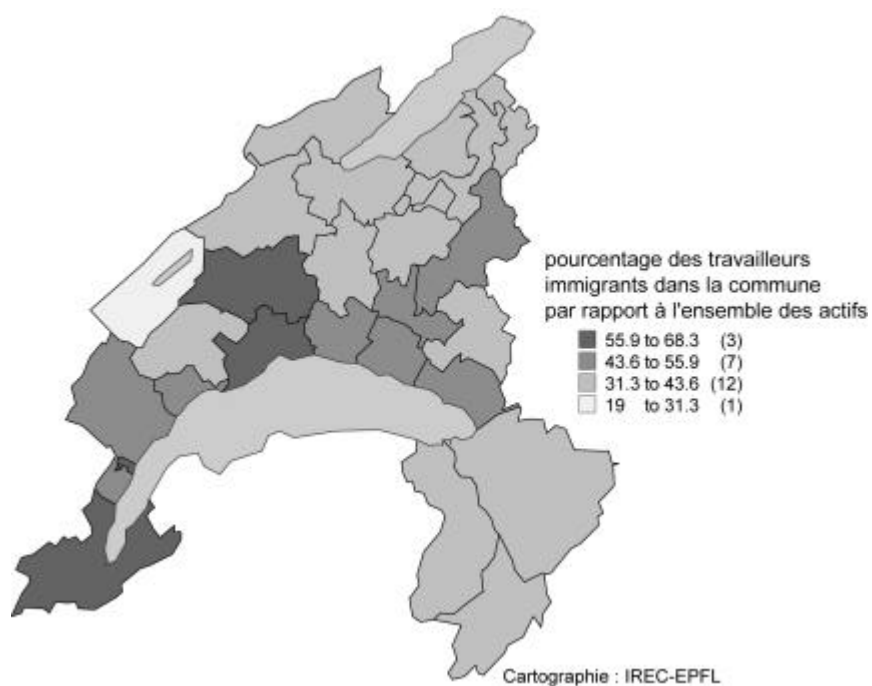 pourcentage des travailleurs
immigrants dans la commune
par rapport à l'ensemble des actifs
55.9 to 68.3 (3)
43.6 to 55.9 (7)
31.3 to 43.6 (12)
19 to 31.3 (1)
Cartographie : IREC-EPFL